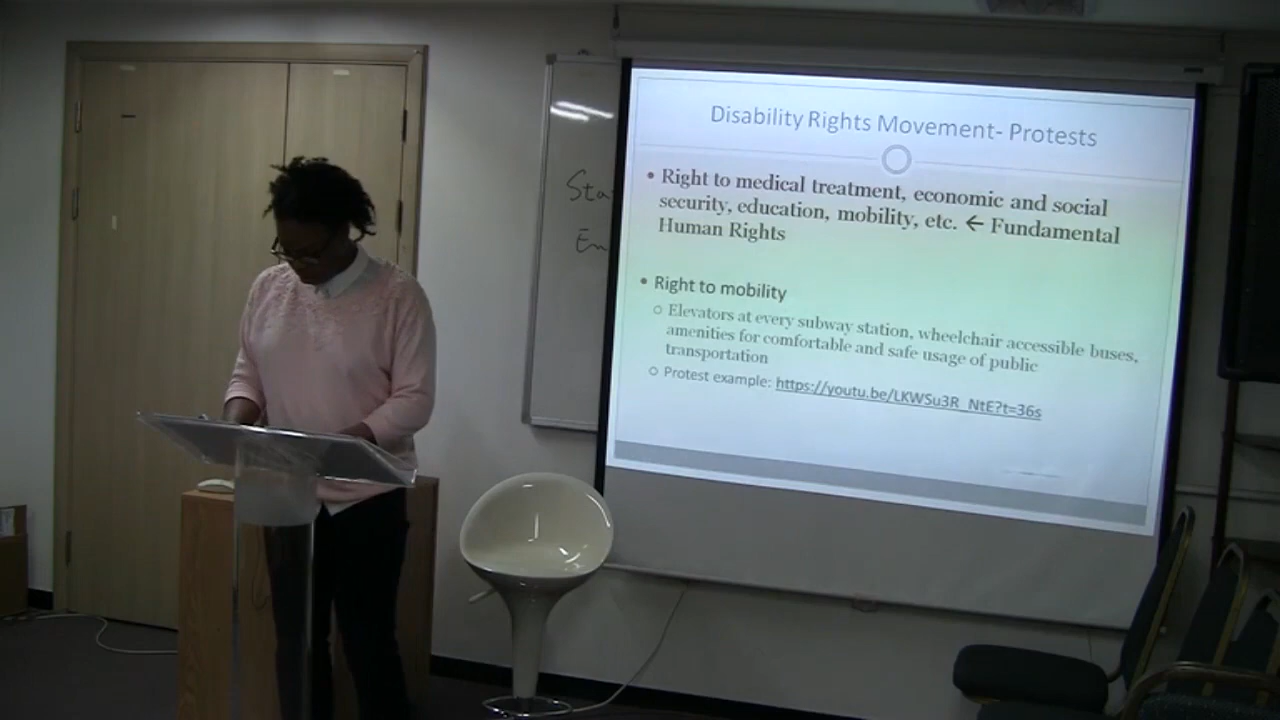 Disability Rights Movement- Protests
• Right to medical treatment, economic and social
security, education, mobility, etc. ← Fundamental
Human Rights
• Right to mobility
○ Elevators at every subway station, wheelchair accessible buses,
amenities for comfortable and safe usage of public
transportation
○ Protest example: https://youtu.be/LKWSu3R_NtE?t=36s
Sta
En